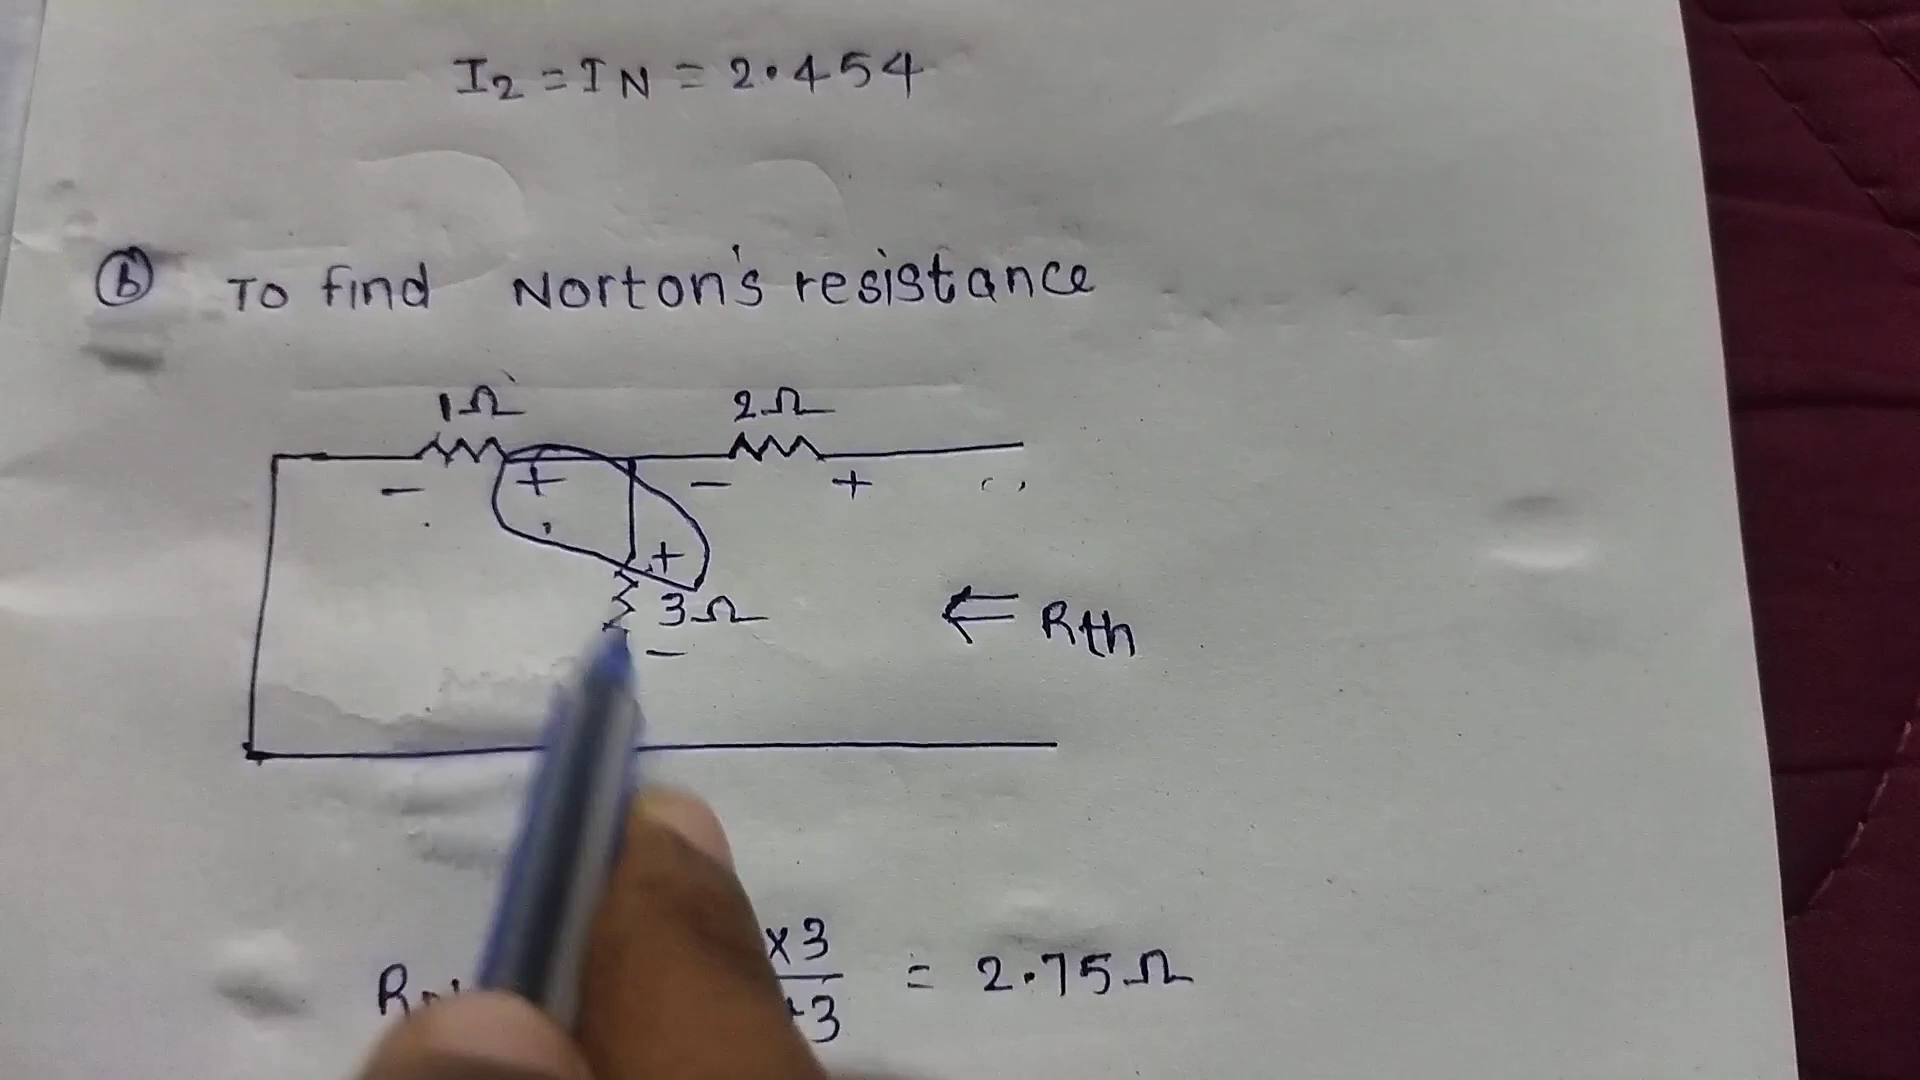 I2 = IN = 2.454
(b) To find Norton's resistance
1Ω 2Ω
- + - +
+
3Ω
-
⇐ Rth
×3
+3
= 2.75Ω